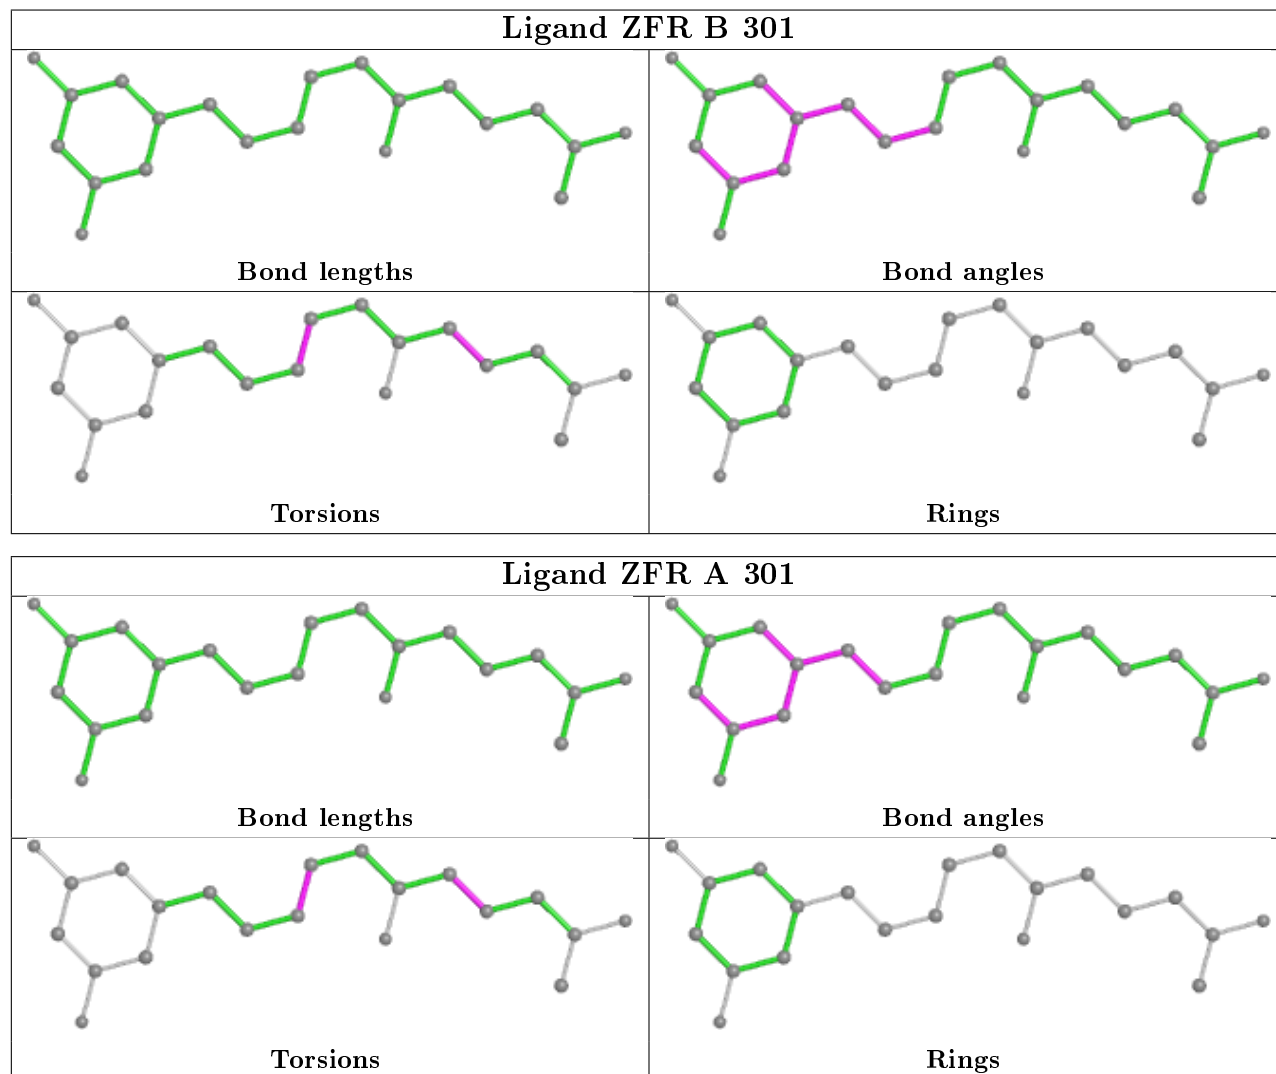 Ligand ZFR B 301
Bond lengths
Bond angles
Torsions
Rings
Ligand ZFR A 301
Bond lengths
Bond angles
Torsions
Rings